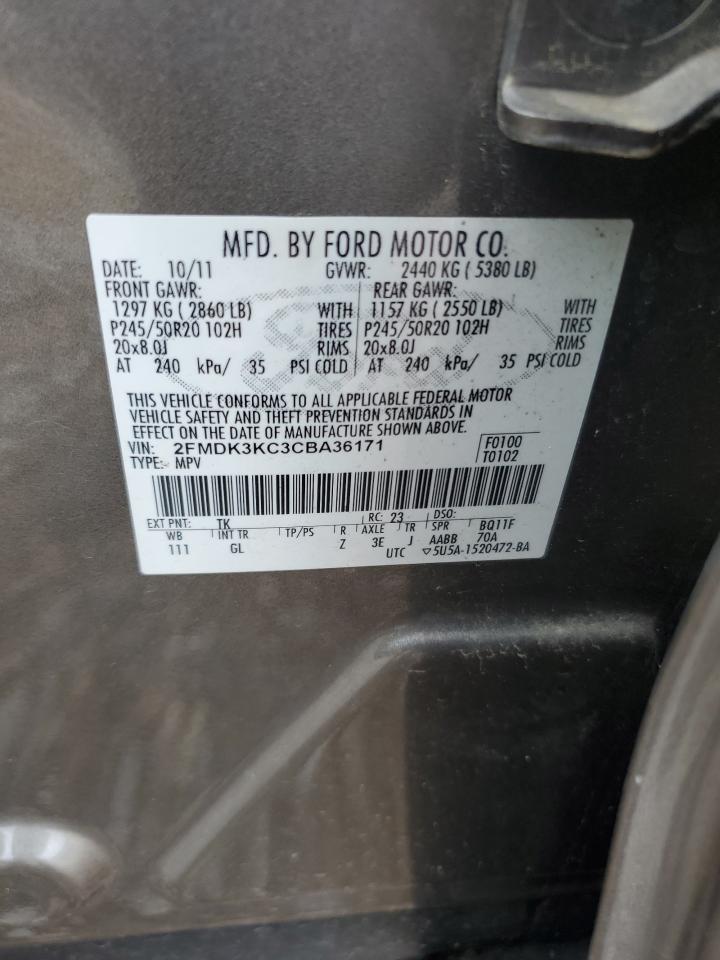 MFD. BY FORD MOTOR CO.
DATE: 10/11 GVWR: 2440 KG ( 5380 LB)
FRONT GAWR: REAR GAWR:
1297 KG ( 2860 LB) WITH 1157 KG ( 2550 LB) WITH
P245/50R20 102H TIRES P245/50R20 102H TIRES
20x8.0J RIMS 20x8.0J RIMS
AT 240 kPa/ 35 PSI COLD AT 240 kPa/ 35 PSI COLD
THIS VEHICLE CONFORMS TO ALL APPLICABLE FEDERAL MOTOR
VEHICLE SAFETY AND THEFT PREVENTION STANDARDS IN
EFFECT ON THE DATE OF MANUFACTURE SHOWN ABOVE.
VIN: 2FMDK3KC3CBA36171 F0100
TYPE: MPV T0102
EXT PNT: TK RC: 23 DSO:
WB INT TR TP/PS R AXLE TR SPR BQ11F
111 GL Z 3E J AABB 70A
UTC ▽5U5A-1520472-BA